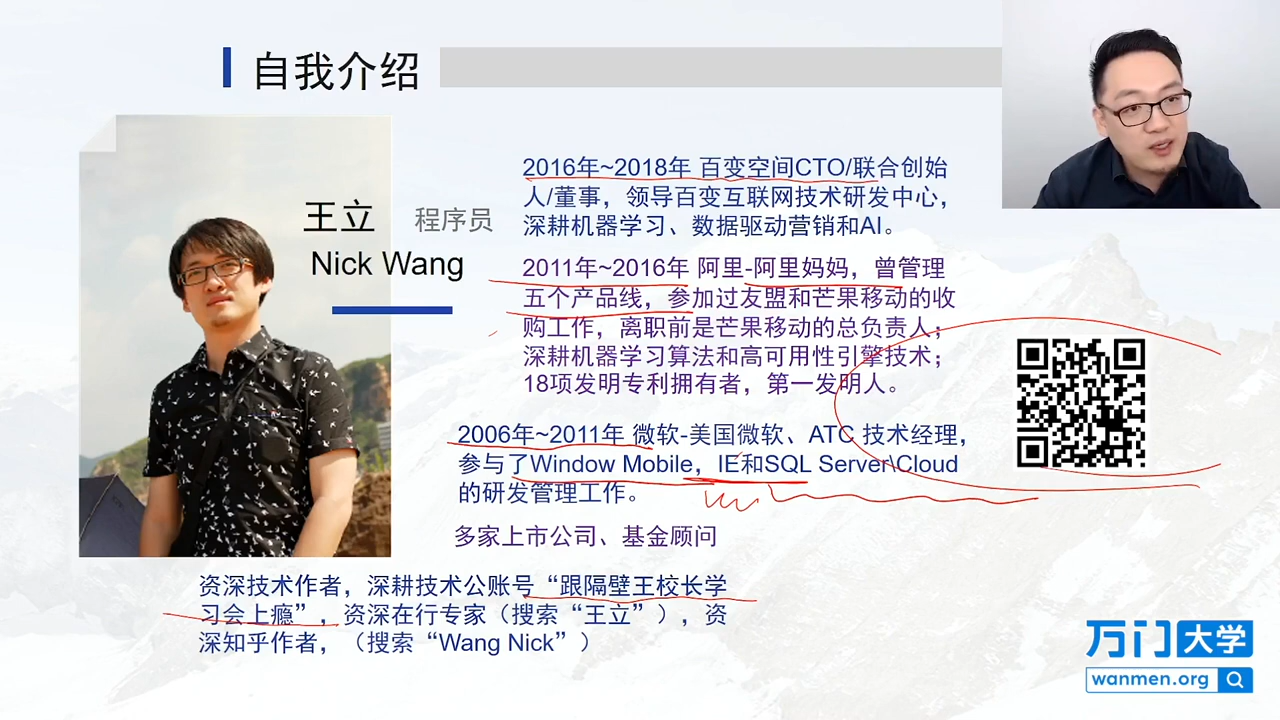 自我介绍
王立 程序员
Nick Wang
2016年~2018年 百变空间CTO/联合创始
人/董事，领导百变互联网技术研发中心，
深耕机器学习、数据驱动营销和AI。
2011年~2016年 阿里-阿里妈妈，曾管理
五个产品线，参加过友盟和芒果移动的收
购工作，离职前是芒果移动的总负责人；
深耕机器学习算法和高可用性引擎技术；
18项发明专利拥有者，第一发明人。
2006年~2011年 微软-美国微软、ATC 技术经理，
参与了Window Mobile，IE和SQL Server\Cloud
的研发管理工作。
多家上市公司、基金顾问
资深技术作者，深耕技术公账号“跟隔壁王校长学
习会上瘾”，资深在行专家（搜索“王立”），资
深知乎作者，（搜索“Wang Nick”）
万门大学
wanmen.org